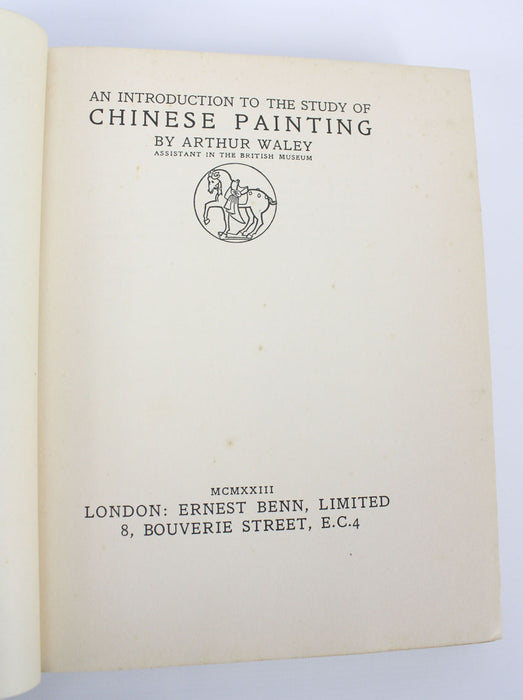 AN INTRODUCTION TO THE STUDY OF
CHINESE PAINTING
BY ARTHUR WALEY
ASSISTANT IN THE BRITISH MUSEUM
MCMXXIII
LONDON: ERNEST BENN, LIMITED
8, BOUVERIE STREET, E.C.4